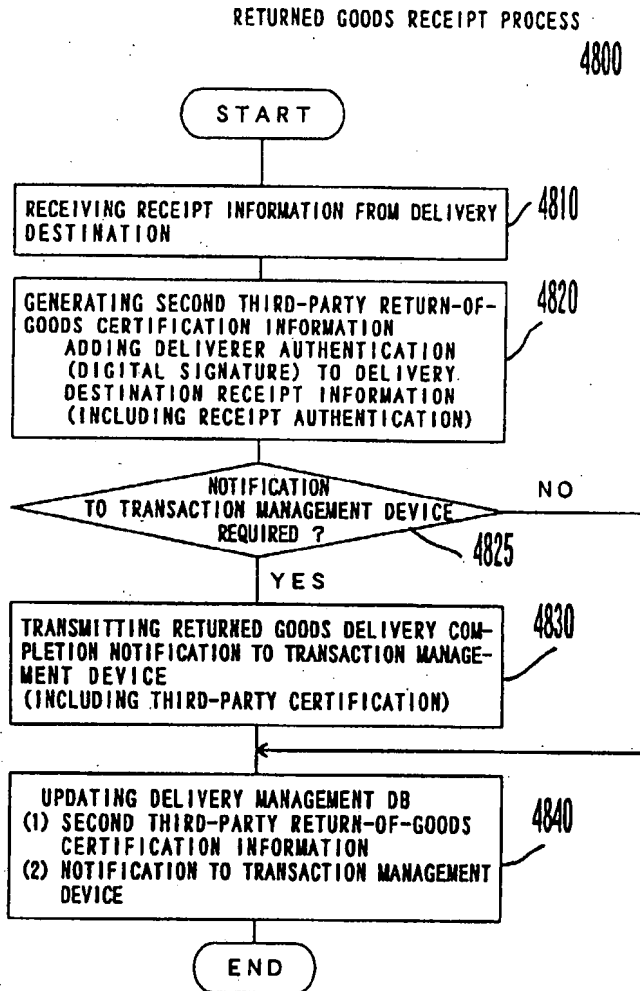 RETURNED GOODS RECEIPT PROCESS
4800
START
RECEIVING RECEIPT INFORMATION FROM DELIVERY
DESTINATION
4810
GENERATING SECOND THIRD-PARTY RETURN-OF-
GOODS CERTIFICATION INFORMATION
ADDING DELIVERER AUTHENTICATION
(DIGITAL SIGNATURE) TO DELIVERY
DESTINATION RECEIPT INFORMATION
(INCLUDING RECEIPT AUTHENTICATION)
4820
NOTIFICATION
TO TRANSACTION MANAGEMENT DEVICE
REQUIRED ?
NO
4825
YES
TRANSMITTING RETURNED GOODS DELIVERY COM-
PLETION NOTIFICATION TO TRANSACTION MANAGE-
MENT DEVICE
(INCLUDING THIRD-PARTY CERTIFICATION)
4830
UPDATING DELIVERY MANAGEMENT DB
(1) SECOND THIRD-PARTY RETURN-OF-GOODS
CERTIFICATION INFORMATION
(2) NOTIFICATION TO TRANSACTION MANAGEMENT
DEVICE
4840
END